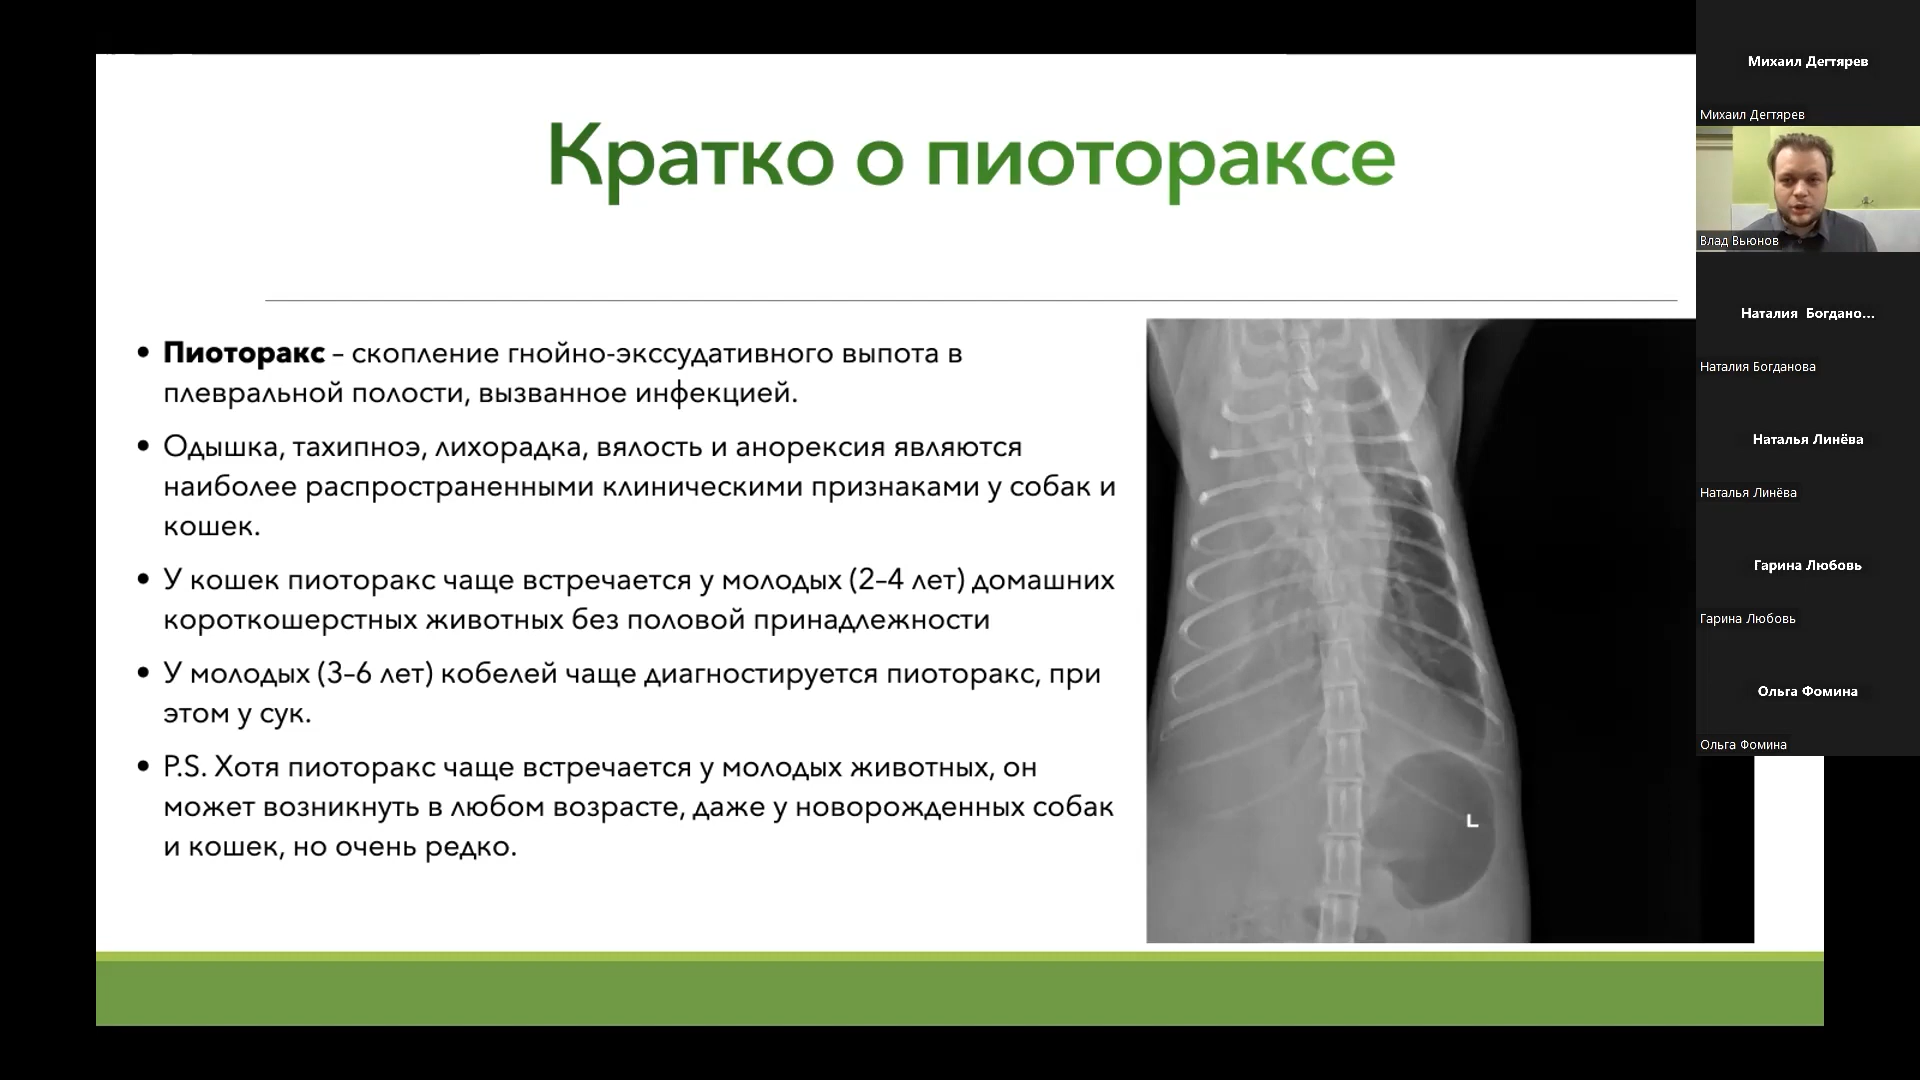 Кратко о пиотораксе
• Пиоторакс – скопление гнойно-экссудативного выпота в
плевральной полости, вызванное инфекцией.
• Одышка, тахипноэ, лихорадка, вялость и анорексия являются
наиболее распространенными клиническими признаками у собак и
кошек.
• У кошек пиоторакс чаще встречается у молодых (2–4 лет) домашних
короткошерстных животных без половой принадлежности
• У молодых (3–6 лет) кобелей чаще диагностируется пиоторакс, при
этом у сук.
• P.S. Хотя пиоторакс чаще встречается у молодых животных, он
может возникнуть в любом возрасте, даже у новорожденных собак
и кошек, но очень редко.
L
Михаил Дегтярев
Михаил Дегтярев
Влад Вьюнов
Наталия Богдано...
Наталия Богданова
Наталья Линёва
Наталья Линёва
Гарина Любовь
Гарина Любовь
Ольга Фомина
Ольга Фомина